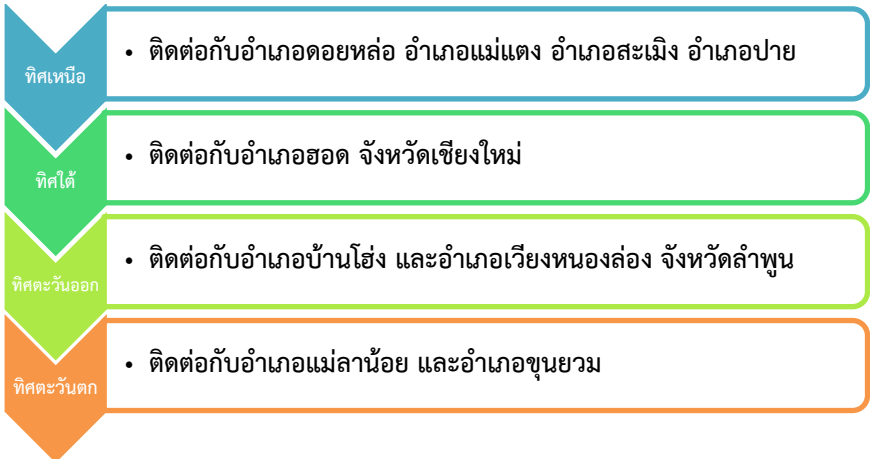 ทิศเหนือ
• ติดต่อกับอำเภอดอยหล่อ อำเภอแม่แตง อำเภอสะเมิง อำเภอปาย
ทิศใต้
• ติดต่อกับอำเภอฮอด จังหวัดเชียงใหม่
ทิศตะวันออก
• ติดต่อกับอำเภอบ้านโฮ่ง และอำเภอเวียงหนองล่อง จังหวัดลำพูน
ทิศตะวันตก
• ติดต่อกับอำเภอแม่ลาน้อย และอำเภอขุนยวม